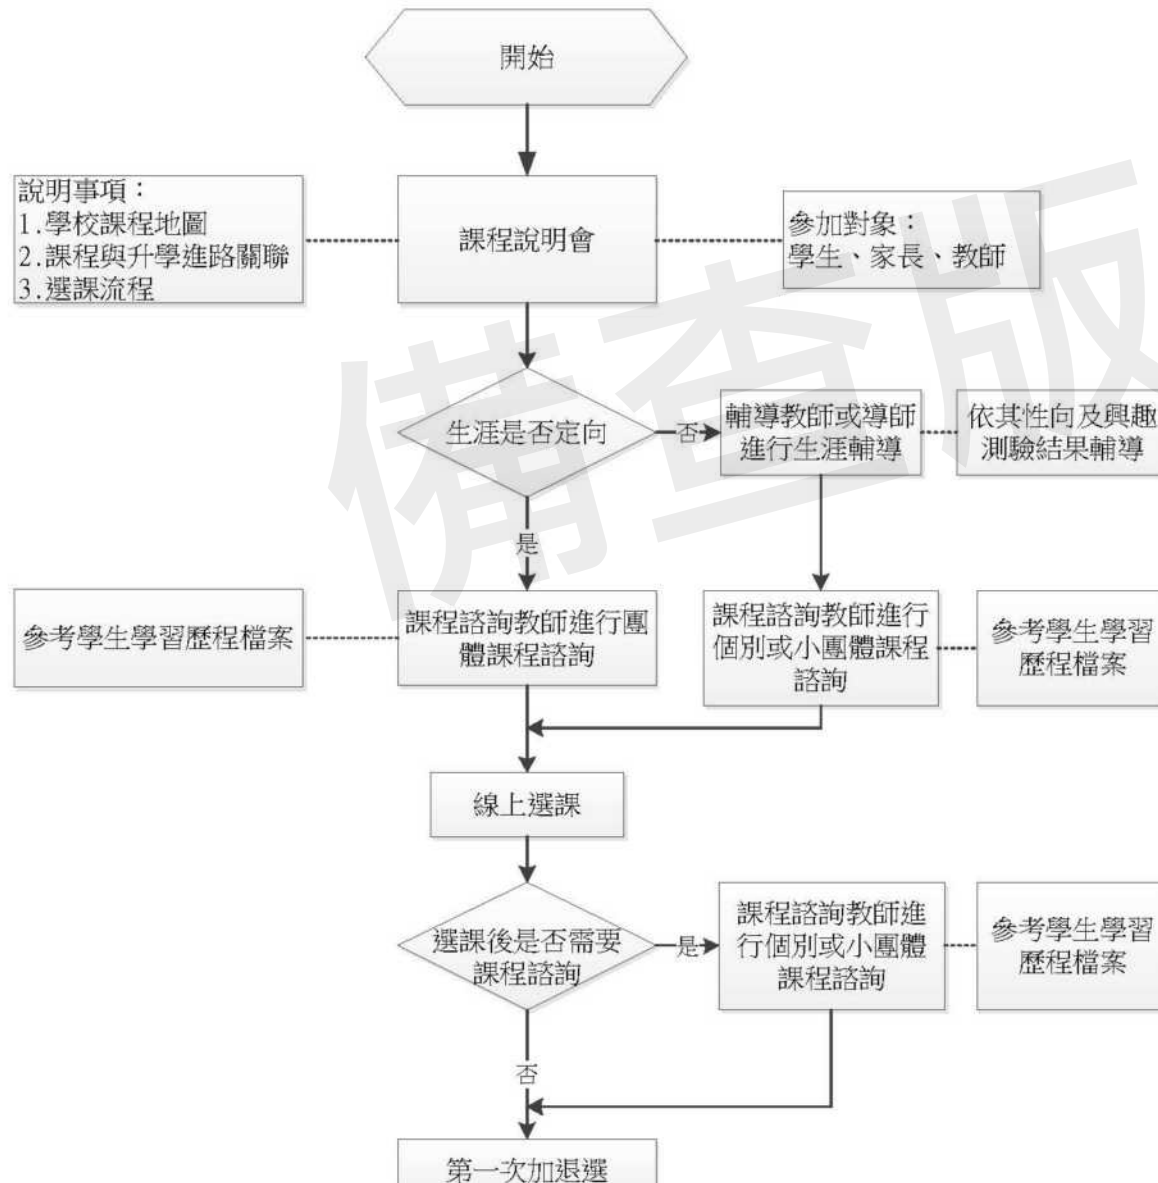 開始
說明事項：
1.學校課程地圖
2.課程與升學進路關聯
3.選課流程
課程說明會
參加對象：
學生、家長、教師
備查版
生涯是否定向
否
輔導教師或導師
進行生涯輔導
依其性向及興趣
測驗結果輔導
是
參考學生學習歷程檔案
課程諮詢教師進行團
體課程諮詢
課程諮詢教師進行
個別或小團體課程
諮詢
參考學生學習
歷程檔案
線上選課
選課後是否需要
課程諮詢
是
課程諮詢教師進
行個別或小團體
課程諮詢
參考學生學習
歷程檔案
否
第一次加退選